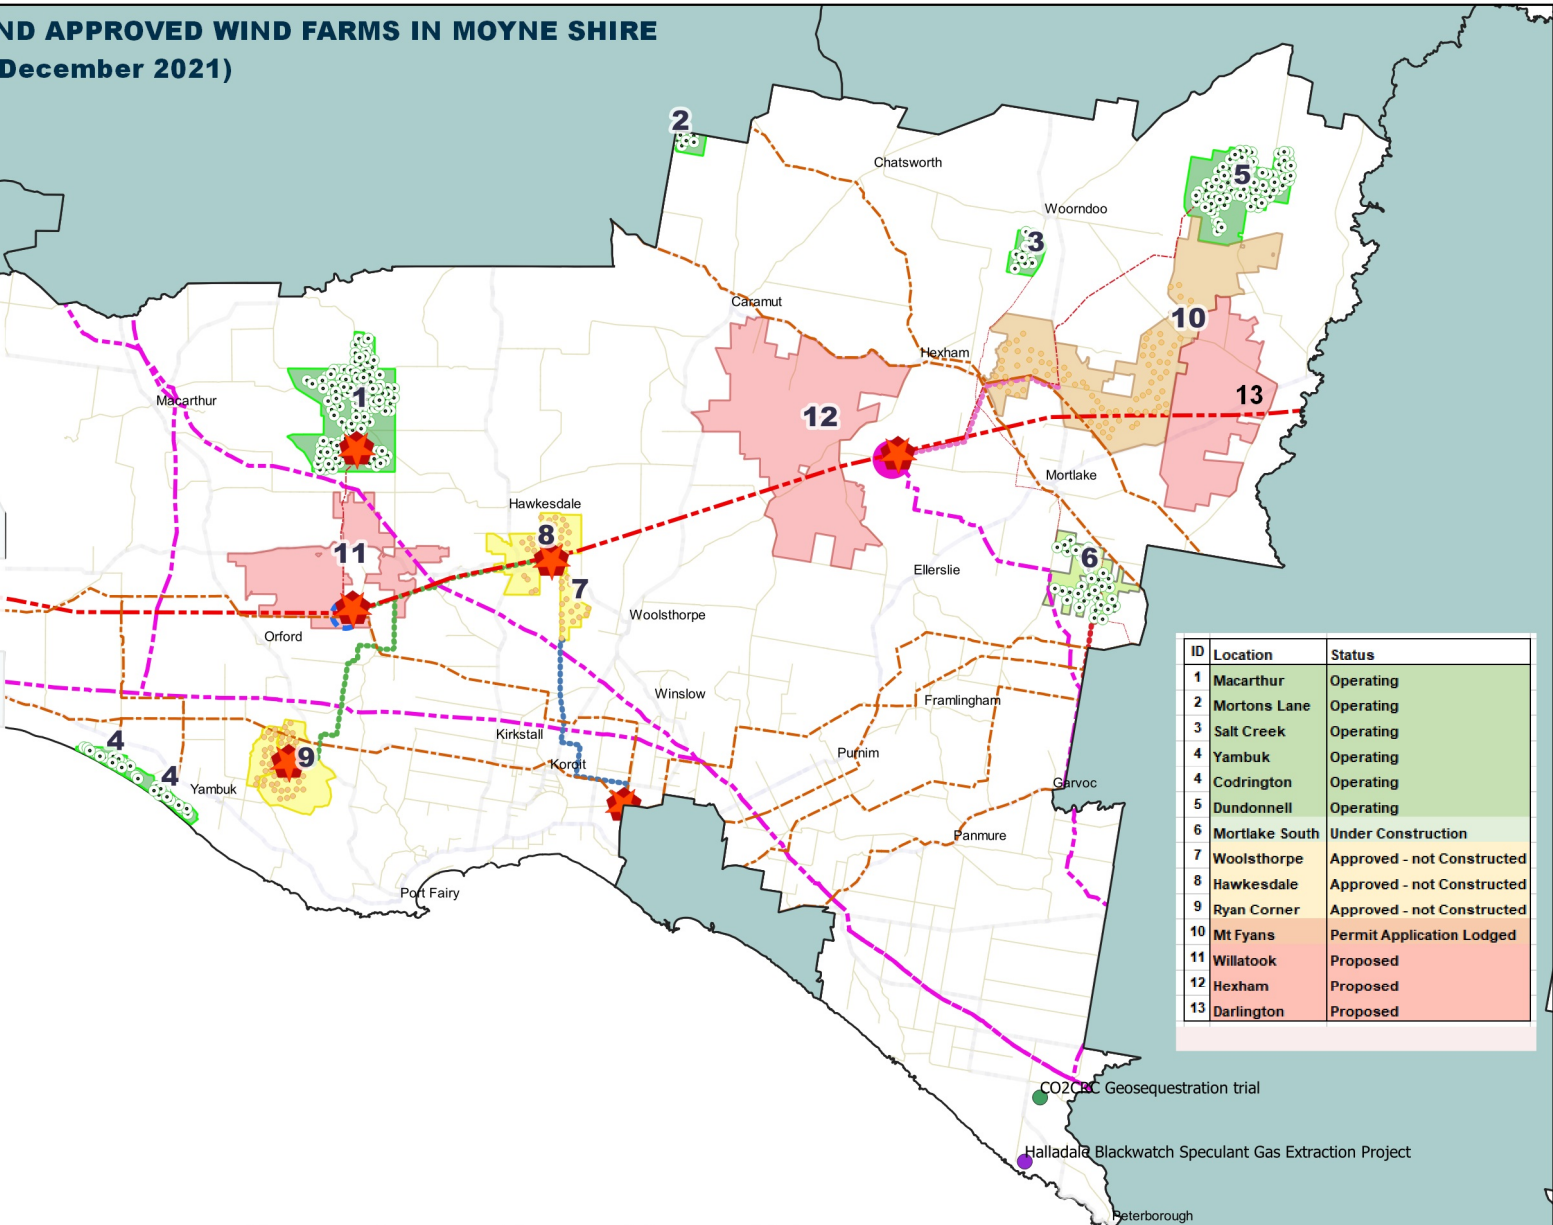 ND APPROVED WIND FARMS IN MOYNE SHIRE
December 2021)
2
Chatsworth
5
Woorndoo
3
Caramut
10
Hexham
1
Macarthur
13
12
Mortlake
Hawkesdale
8
11
6
Ellerslie
7
Woolsthorpe
Orford
Winslow
Framlingham
Kirkstall
4
Purnim
9
Koroit
4
Yambuk
Garvoc
Panmure
Port Fairy
ID Location Status
1 Macarthur Operating
2 Mortons Lane Operating
3 Salt Creek Operating
4 Yambuk Operating
4 Codrington Operating
5 Dundonnell Operating
6 Mortlake South Under Construction
7 Woolsthorpe Approved - not Constructed
8 Hawkesdale Approved - not Constructed
9 Ryan Corner Approved - not Constructed
10 Mt Fyans Permit Application Lodged
11 Willatook Proposed
12 Hexham Proposed
13 Darlington Proposed
CO2CRC Geosequestration trial
Halladale Blackwatch Speculant Gas Extraction Project
Peterborough